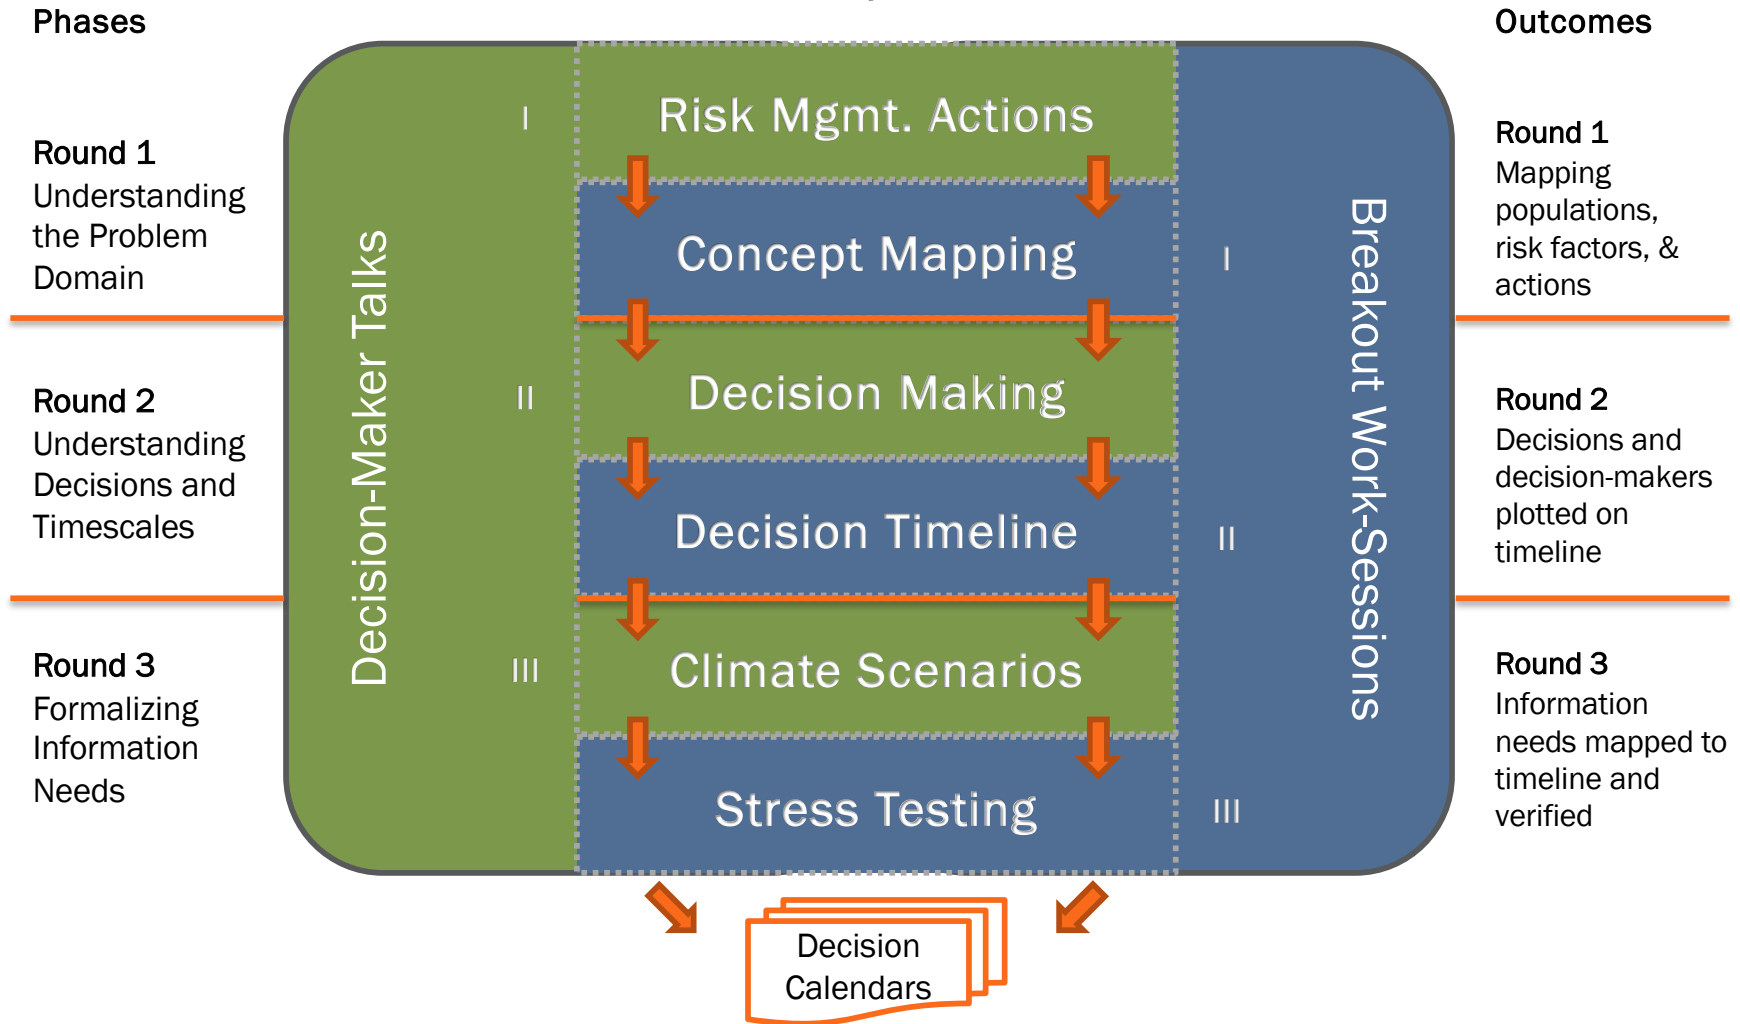 Phases
Outcomes
Round 1
Understanding
the Problem
Domain
Round 2
Understanding
Decisions and
Timescales
Round 3
Formalizing
Information
Needs
Decision-Maker Talks
I
II
III
Risk Mgmt. Actions
Concept Mapping
Decision Making
Decision Timeline
Climate Scenarios
Stress Testing
I
II
III
Breakout Work-Sessions
Round 1
Mapping
populations,
risk factors, &
actions
Round 2
Decisions and
decision-makers
plotted on
timeline
Round 3
Information
needs mapped to
timeline and
verified
Decision
Calendars